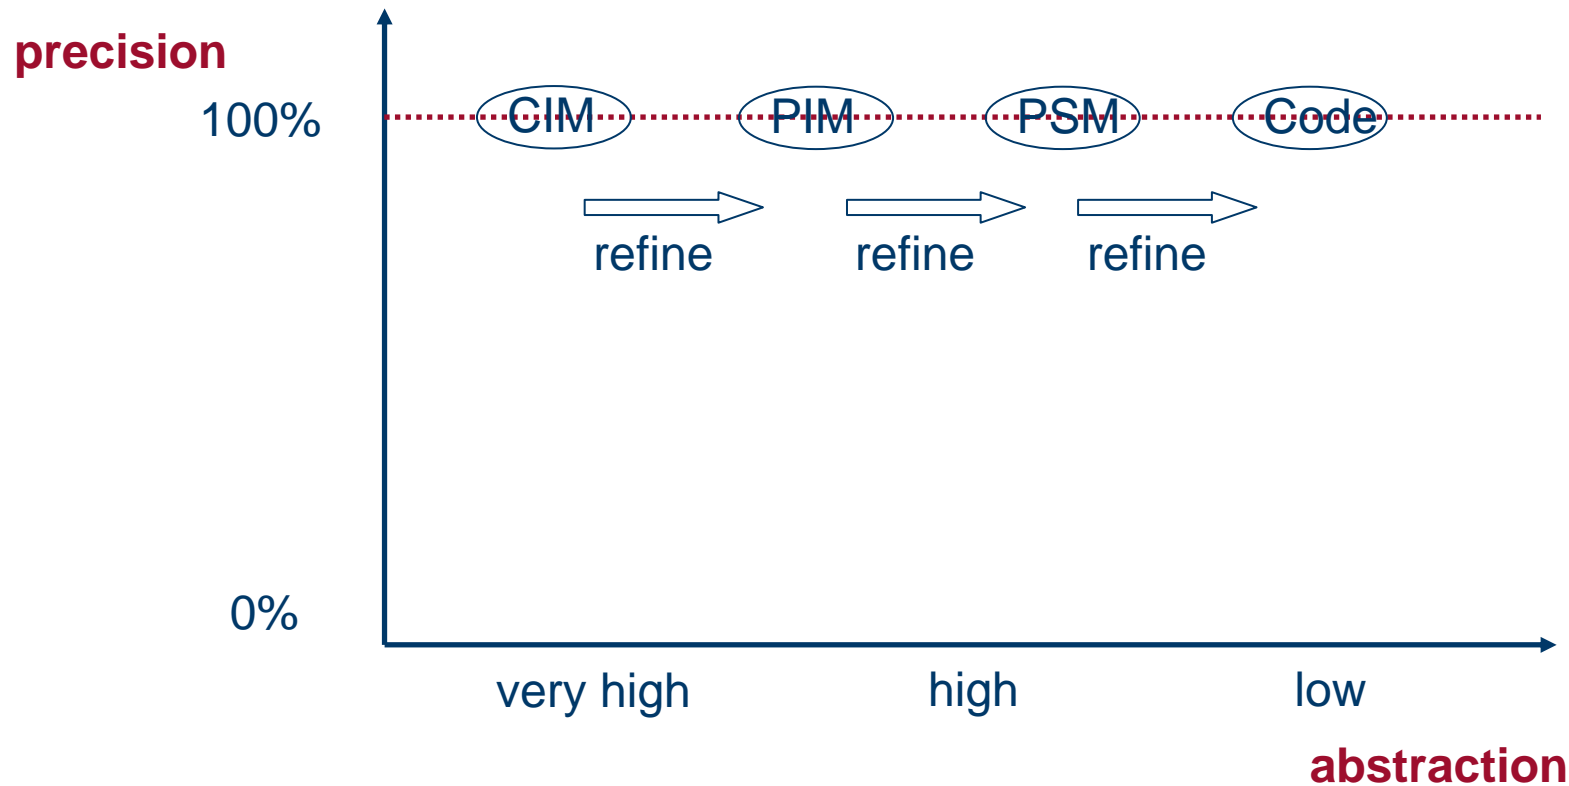 precision
100%
CIM PIM PSM Code
refine refine refine
0%
very high high low
abstraction